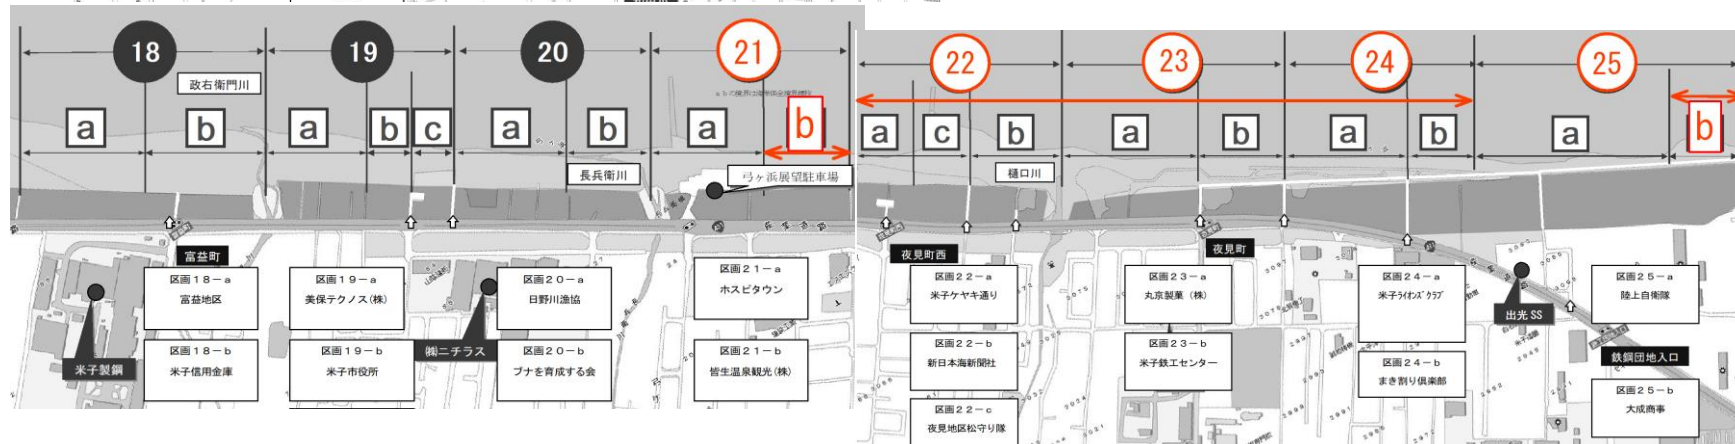 18
19
20
21
22
23
24
25
政右衛門川
a
b
a
b
c
a
b
a
b
a
c
b
a
b
a
b
a
b
長兵衛川
弓ヶ浜展望駐車場
樋口川
富益町
夜見町西
夜見町
区画18-a
富益地区
区画19-a
美保テクノス(株)
区画20-a
日野川漁協
区画21-a
ホスピタウン
区画22-a
米子ケヤキ通り
区画23-a
丸京製菓(株)
区画24-a
米子ライオンズクラブ
区画25-a
陸上自衛隊
出光SS
米子製鋼
区画18-b
米子信用金庫
区画19-b
米子市役所
㈱ニチラス
区画20-b
ブナを育成する会
区画21-b
皆生温泉観光(株)
区画22-b
新日本海新聞社
区画23-b
米子鉄工センター
区画24-b
まき割り倶楽部
鉄鋼団地入口
区画25-b
大成商事
区画22-c
夜見地区松守り隊